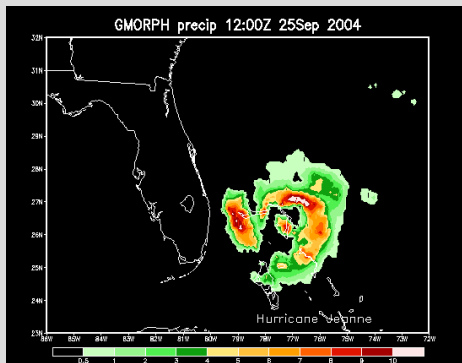 GMORPH precip 12:00Z 25Sep 2004
32N
31N
30N
29N
28N
27N
26N
25N
24N
23N
Hurricane Jeanne
86W 85W 84W 83W 82W 81W 80W 79W 78W 77W 76W 75W 74W 73W 72W
0.5 1 2 3 4 5 6 7 8 9 10